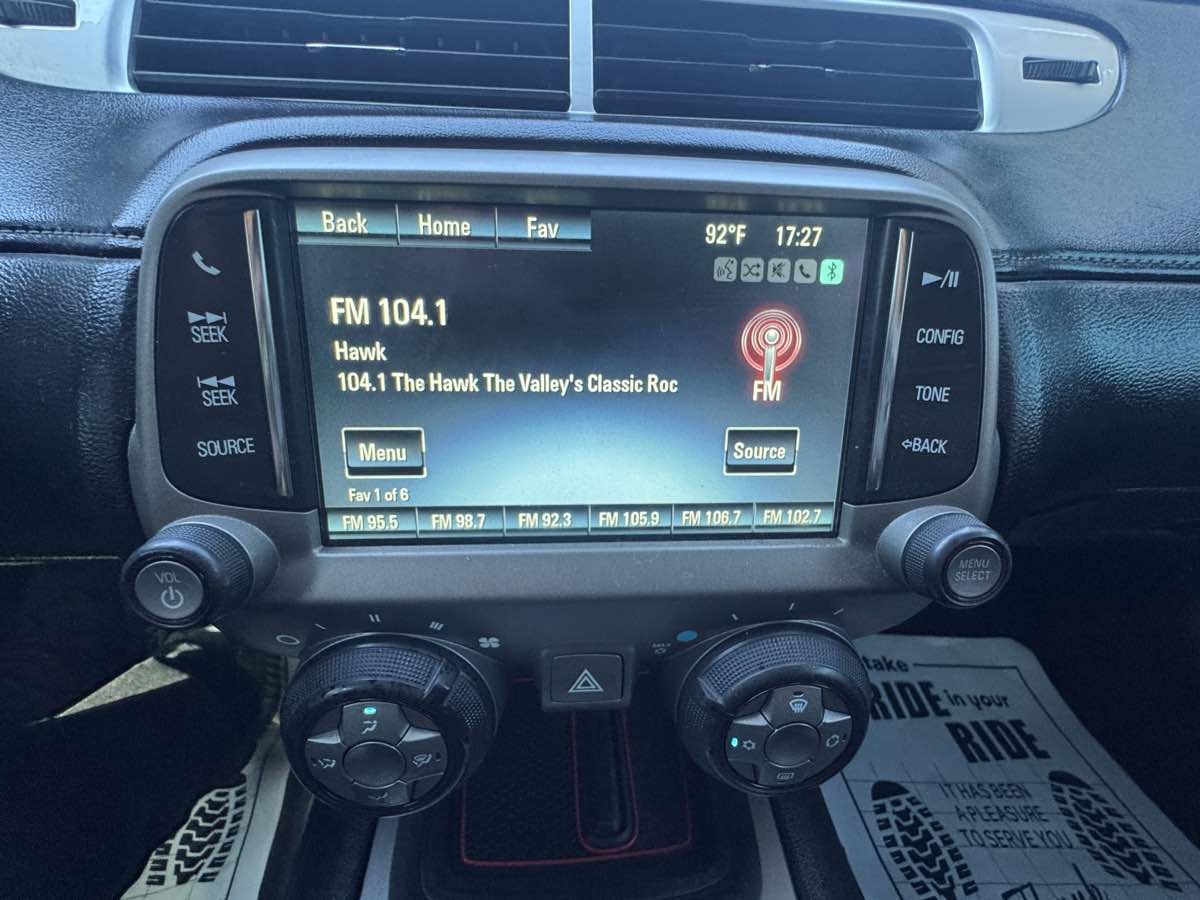 Back Home Fav
92°F 17:27
FM 104.1
Hawk
104.1 The Hawk The Valley's Classic Roc
FM
Menu
Source
Fav 1 of 6
FM 95.5 FM 98.7 FM 92.3 FM 105.9 FM 106.7 FM 102.7
SEEK
SEEK
SOURCE
CONFIG
TONE
BACK
VOL
MENU
SELECT
take
RIDE in your
RIDE
IT HAS BEEN
A PLEASURE
TO SERVE YOU